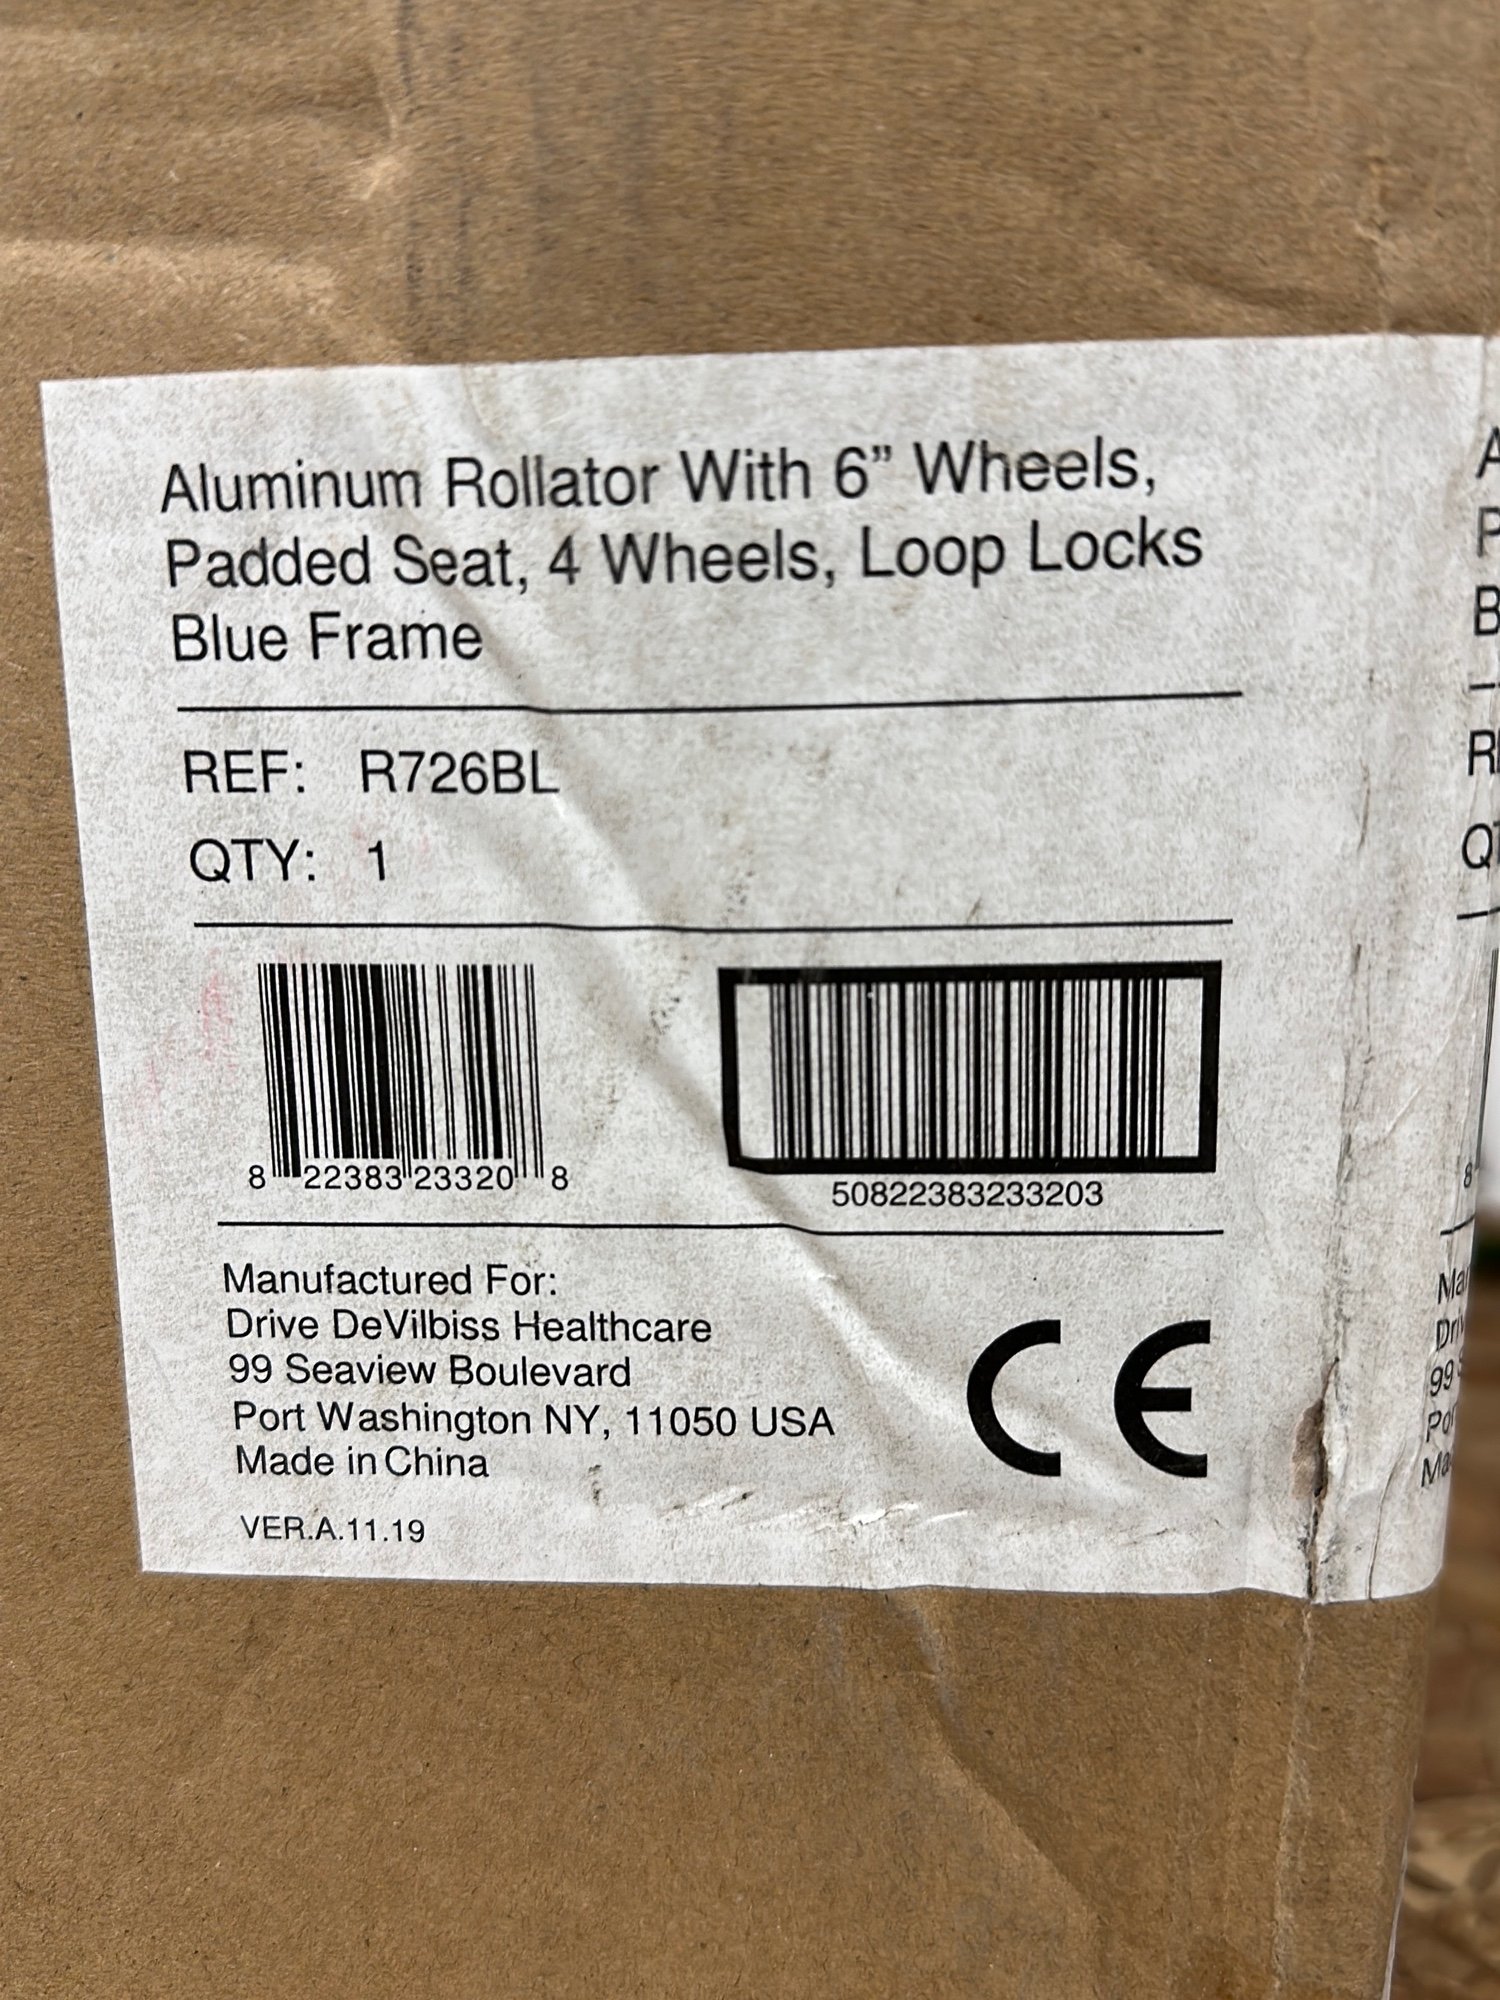 Aluminum Rollator With 6” Wheels,
Padded Seat, 4 Wheels, Loop Locks
Blue Frame
REF: R726BL
QTY: 1
8 22383 23320 8
50822383233203
Manufactured For:
Drive DeVilbiss Healthcare
99 Seaview Boulevard
Port Washington NY, 11050 USA
Made in China
CE
VER.A.11.19